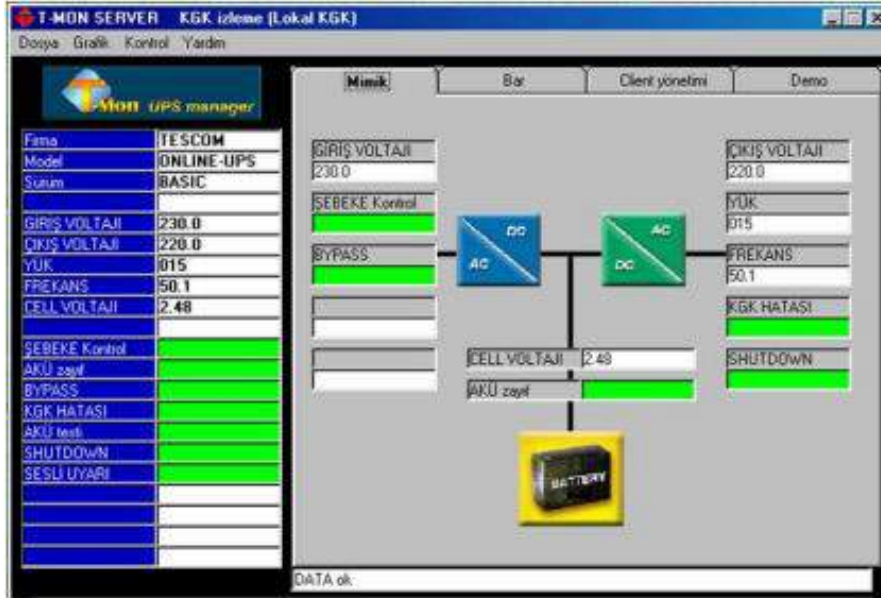 T-MON SERVER KGK izleme (Lokal KGK)
Dosya Grafik Kontrol Yardım
T-Mon UPS manager
Firma TESCOM
Model ONLINE-UPS
Sürüm BASIC
GİRİŞ VOLTAJI 230.0
ÇIKIŞ VOLTAJI 220.0
YÜK 015
FREKANS 50.1
CELL VOLTAJI 2.48
ŞEBEKE Kontrol
AKÜ zayıf
BYPASS
KGK HATASI
AKÜ testi
SHUTDOWN
SESLİ UYARI
Mimik Bar Client yönetimi Demo
GİRİŞ VOLTAJI
230.0
ŞEBEKE Kontrol
BYPASS
DC
AC
AC
DC
CELL VOLTAJI 2.48
AKÜ zayıf
BATTERY
ÇIKIŞ VOLTAJI
220.0
YÜK
015
FREKANS
50.1
KGK HATASI
SHUTDOWN
DATA ok